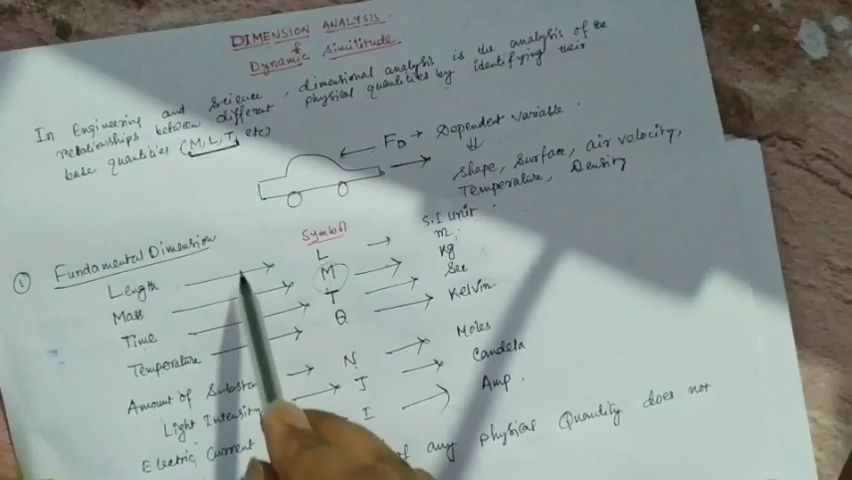 DIMENSION ANALYSIS
&
Dynamic Similitude
In Engineering and Science, dimensional analysis is the analysis of the
relationships between different physical quantities by identifying their
base quantities (M, L, T, etc)
FD → Dependent variable.
Shape, Surface, air velocity,
Temperature, Density
① Fundamental Dimension Symbol S.I Unit
Length → L → m
Mass → M → kg
Time → T → Sec
Temperature → θ → Kelvin
Amount of Substan → N → Moles
Light Intensity → J → Candela
Electric Current I → Amp.
of any physical Quantity does not